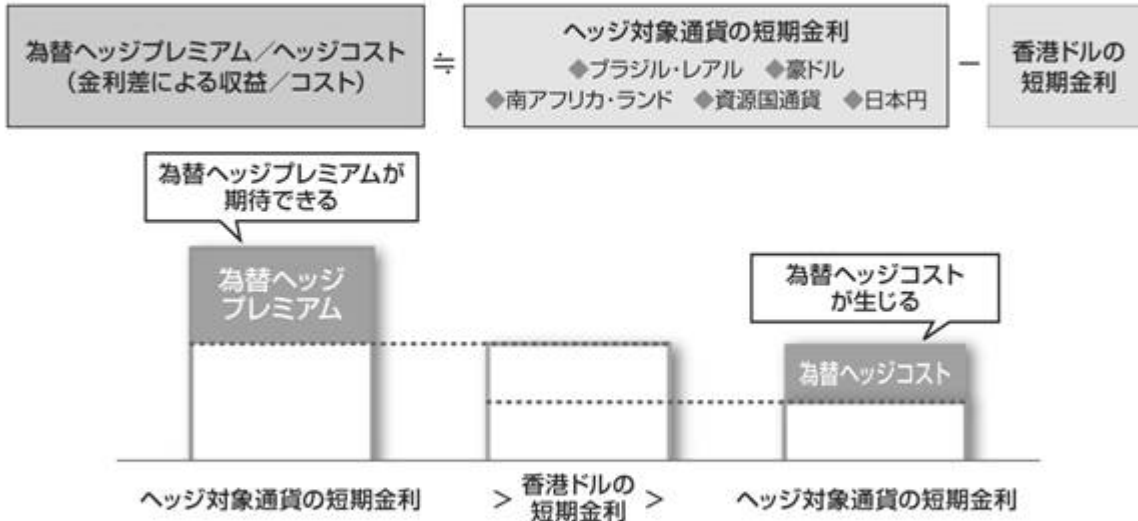 為替ヘッジプレミアム／ヘッジコスト
（金利差による収益／コスト）
≒
ヘッジ対象通貨の短期金利
◆ブラジル・レアル ◆豪ドル
◆南アフリカ・ランド ◆資源国通貨 ◆日本円
－
香港ドルの
短期金利
為替ヘッジプレミアムが
期待できる
為替ヘッジ
プレミアム
為替ヘッジコスト
が生じる
為替ヘッジコスト
ヘッジ対象通貨の短期金利
＞
香港ドルの
短期金利
＞
ヘッジ対象通貨の短期金利